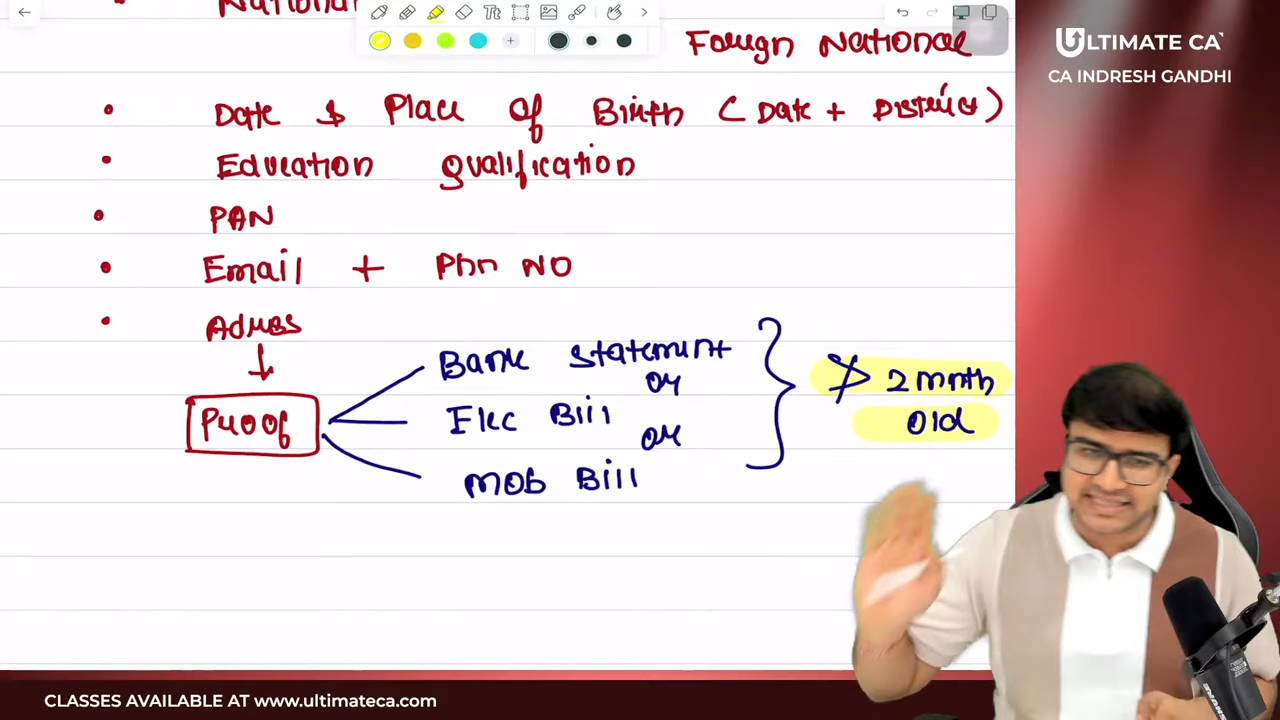 National
Foreign National
ULTIMATE CA
CA INDRESH GANDHI
• Date & Place of Birth (Date + District)
• Education qualification
• PAN
• Email + Phn NO
• Adress
Proof
Bank statement
or
Elec Bill
or
Mob Bill
≯ 2 mnth
old
CLASSES AVAILABLE AT www.ultimateca.com